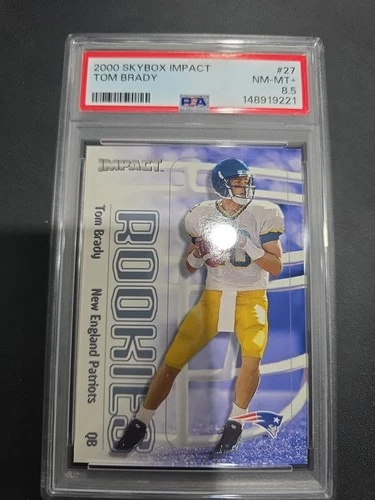 2000 SKYBOX IMPACT
#27
TOM BRADY
NM-MT+
8.5
PSA
148919221
IMPACT
ROOKIES
Tom Brady
New England Patriots
QB